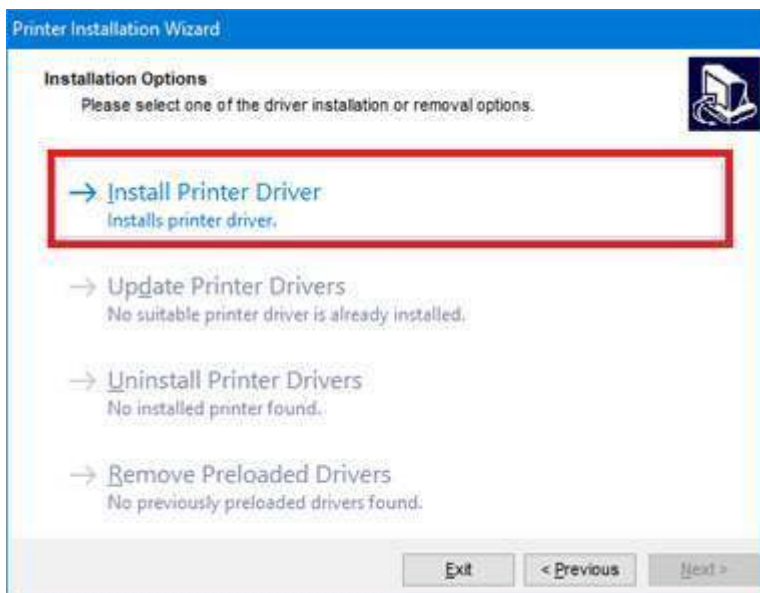 Printer Installation Wizard
Installation Options
Please select one of the driver installation or removal options.
Install Printer Driver
Installs printer driver.
Update Printer Drivers
No suitable printer driver is already installed.
Uninstall Printer Drivers
No installed printer found.
Remove Preloaded Drivers
No previously preloaded drivers found.
Exit < Previous Next >